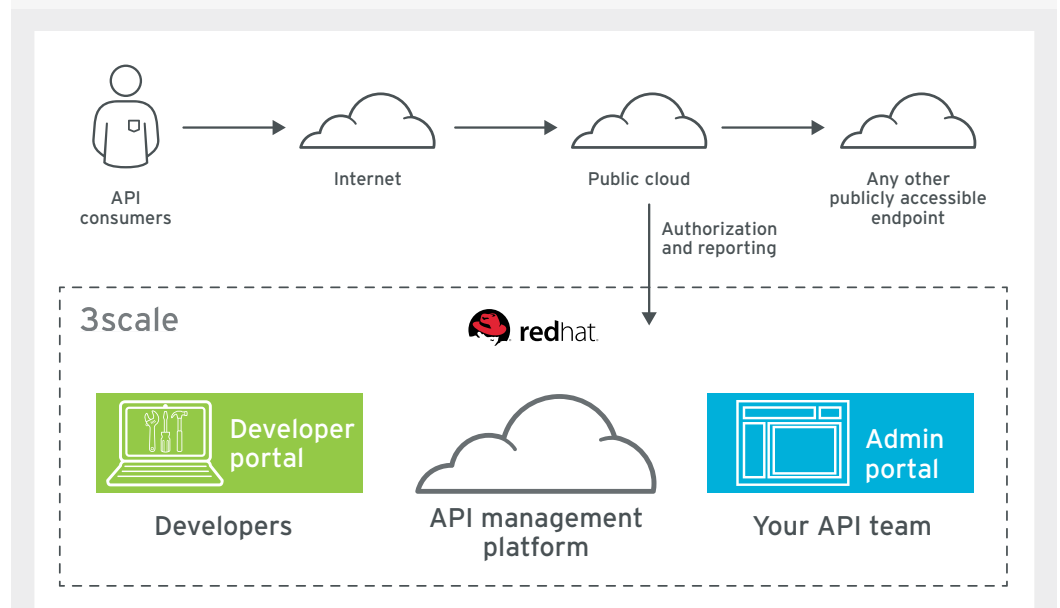 API
consumers
Internet
Public cloud
Any other
publicly accessible
endpoint
Authorization
and reporting
3scale
redhat.
Developer
portal
Developers
API management
platform
Admin
portal
Your API team